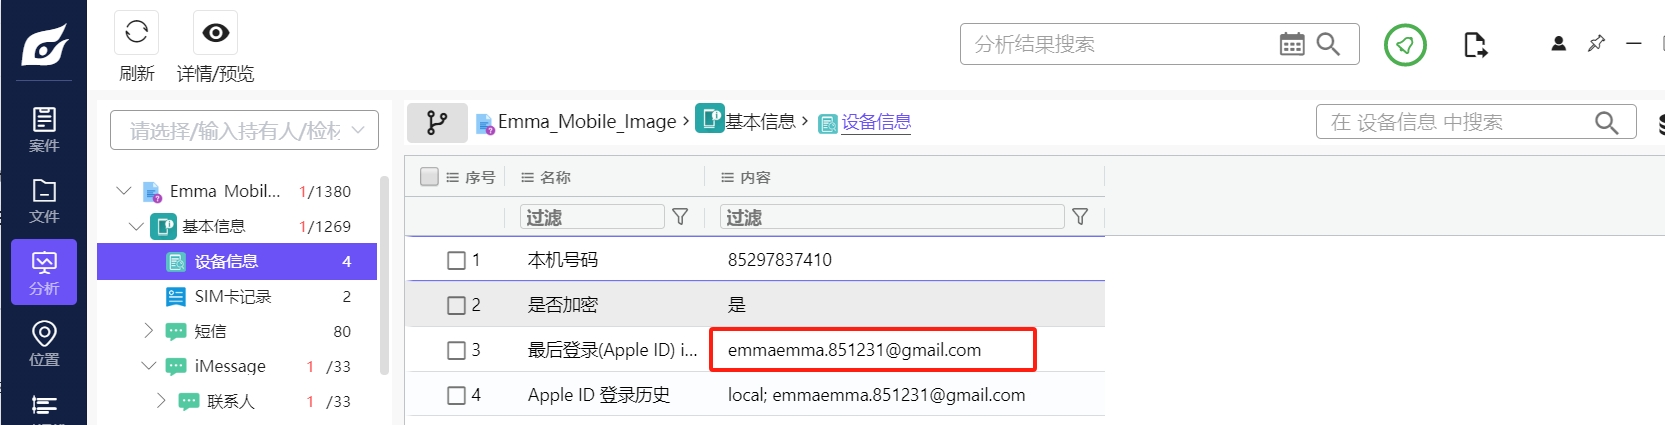 刷新
详情/预览
分析结果搜索
案件
文件
分析
位置
请选择/输入持有人/检材
Emma Mobil... 1/1380
基本信息 1/1269
设备信息 4
SIM卡记录 2
短信 80
iMessage 1 /33
联系人 1 /33
Emma_Mobile_Image › 基本信息 › 设备信息
在 设备信息 中搜索
序号 名称 内容
过滤 过滤
1 本机号码 85297837410
2 是否加密 是
3 最后登录(Apple ID) i... emmaemma.851231@gmail.com
4 Apple ID 登录历史 local; emmaemma.851231@gmail.com